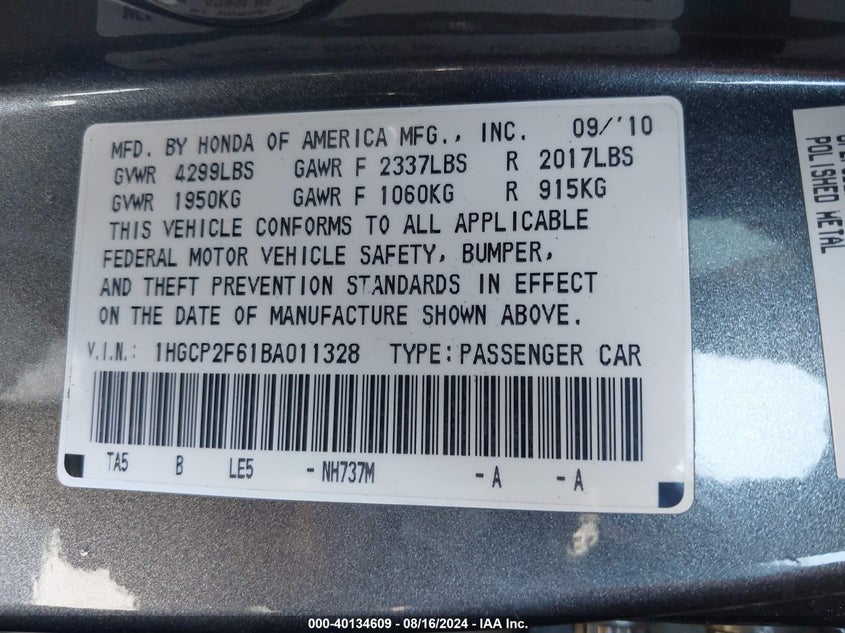 MFD. BY HONDA OF AMERICA MFG., INC. 09/'10
GVWR 4299LBS GAWR F 2337LBS R 2017LBS
GVWR 1950KG GAWR F 1060KG R 915KG
THIS VEHICLE CONFORMS TO ALL APPLICABLE
FEDERAL MOTOR VEHICLE SAFETY, BUMPER,
AND THEFT PREVENTION STANDARDS IN EFFECT
ON THE DATE OF MANUFACTURE SHOWN ABOVE.
V.I.N.: 1HGCP2F61BA011328 TYPE: PASSENGER CAR
TA5 B LE5 -NH737M -A -A
POLISHED METAL
000-40134609 - 08/16/2024 - IAA Inc.